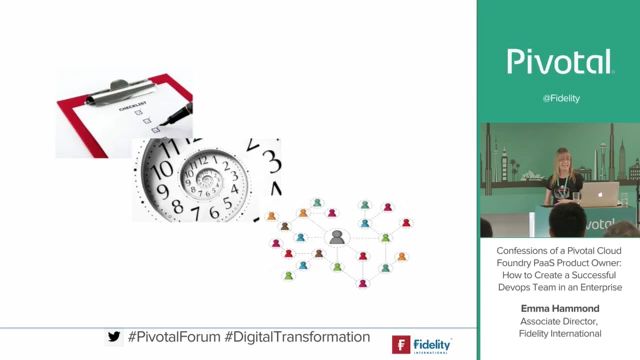 CHECKLIST
Pivotal
@Fidelity
Pivotal
Confessions of a Pivotal Cloud
Foundry PaaS Product Owner:
How to Create a Successful
Devops Team in an Enterprise
Emma Hammond
Associate Director,
Fidelity International
#PivotalForum #DigitalTransformation
Fidelity
INTERNATIONAL